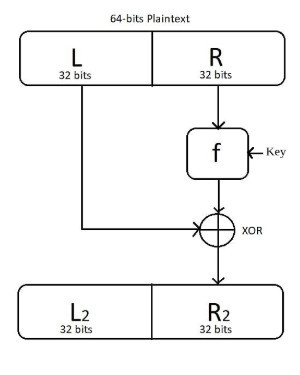 64-bits Plaintext
L
32 bits
R
32 bits
f
Key
XOR
L2
32 bits
R2
32 bits